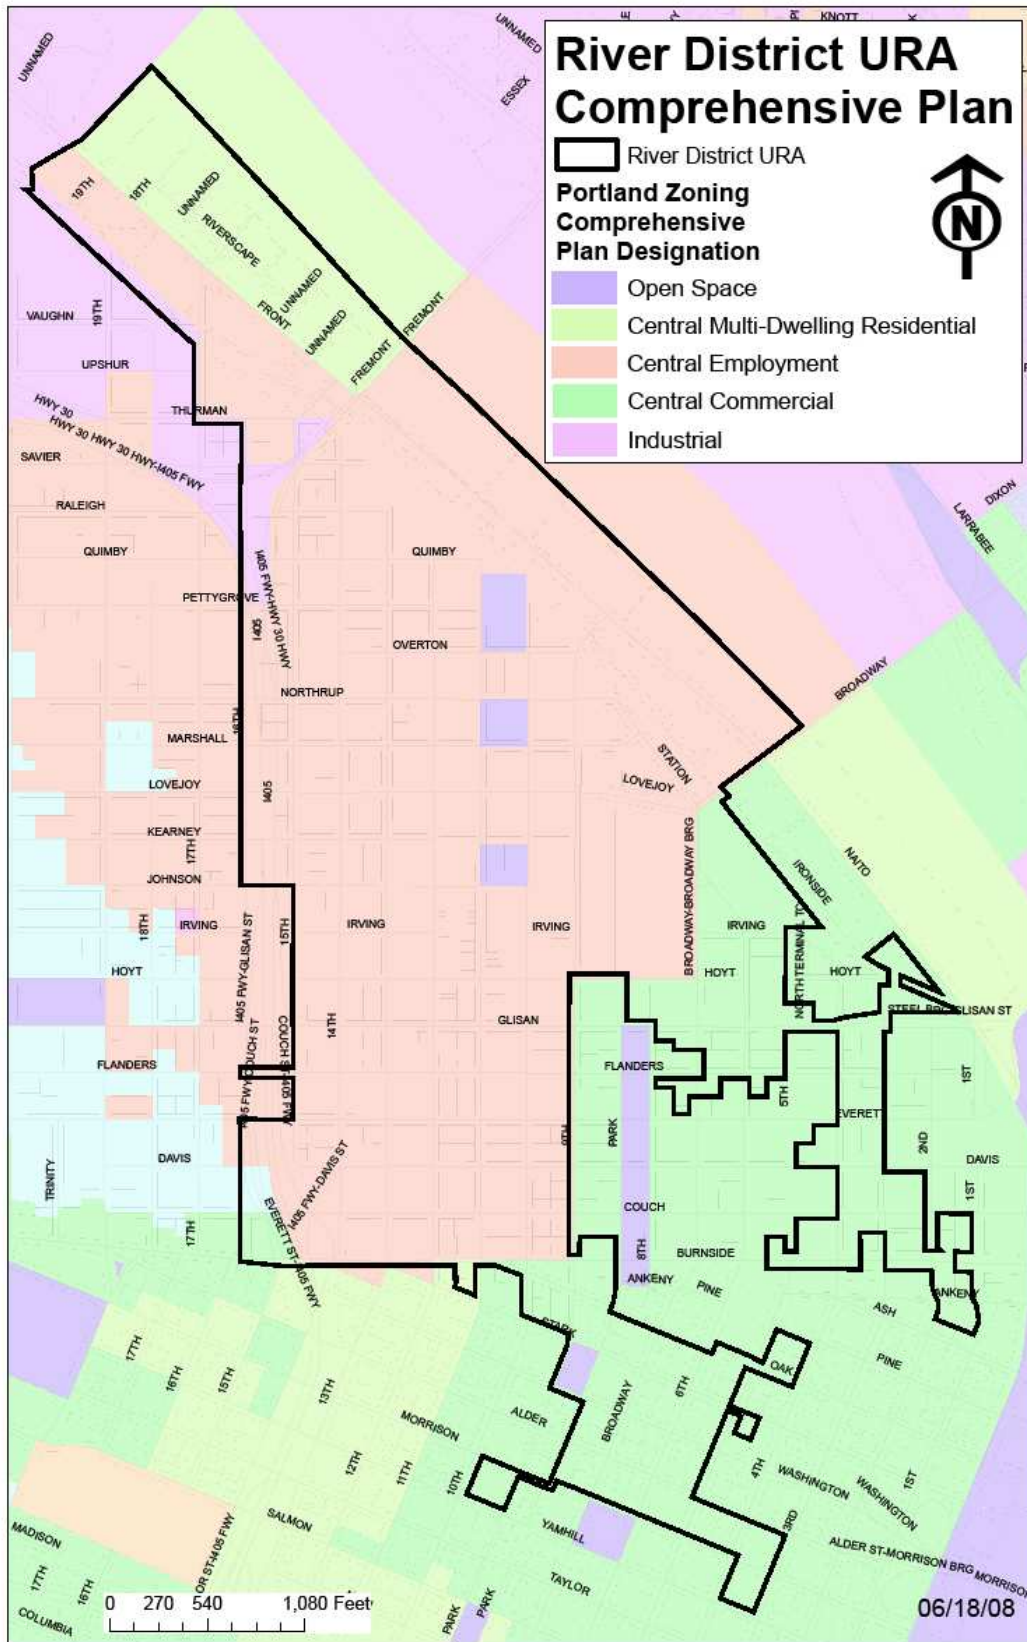 UNNAMED
UNNAMED
KNOTT
ESSEX
River District URA
Comprehensive Plan
River District URA
Portland Zoning
Comprehensive
Plan Designation
N
Open Space
Central Multi-Dwelling Residential
Central Employment
Central Commercial
Industrial
19TH
18TH
UNNAMED
RIVERSCAPE
UNNAMED
FRONT
UNNAMED
FREMONT
FREMONT
VAUGHN
19TH
UPSHUR
HWY 30
THURMAN
HWY 30 HWY 30 HWY-I405 FWY
SAVIER
RALEIGH
DIXON
LARRABEE
QUIMBY
QUIMBY
PETTYGROVE
I405 FWY-HWY 30 HWY
I405
OVERTON
NORTHRUP
BROADWAY
16TH
MARSHALL
STATION
LOVEJOY
LOVEJOY
I405
KEARNEY
17TH
BROADWAY-BROADWAY BRG
NAITO
IRONSIDE
JOHNSON
18TH
IRVING
I405 FWY-GLISAN ST
15TH
IRVING
IRVING
IRVING
HOYT
HOYT
HOYT
GLISAN
14TH
FLANDERS
FLANDERS
5TH
1ST
EVERETT
PARK
2ND
DAVIS
TRINITY
DAVIS
I405 FWY-DAVIS ST
1ST
17TH
EVERETT ST-I405 FWY
COUCH
8TH
BURNSIDE
ANKENY
PINE
ANKENY
ASH
STARK
PINE
17TH
16TH
15TH
13TH
OAK
6TH
BROADWAY
ALDER
MORRISON
12TH
11TH
10TH
4TH
WASHINGTON
WASHINGTON
1ST
3RD
SALMON
YAMHILL
MADISON
ALDER ST-MORRISON BRG
TAYLOR
17TH
16TH
COLUMBIA
PARK
PARK
0 270 540 1,080 Feet
06/18/08